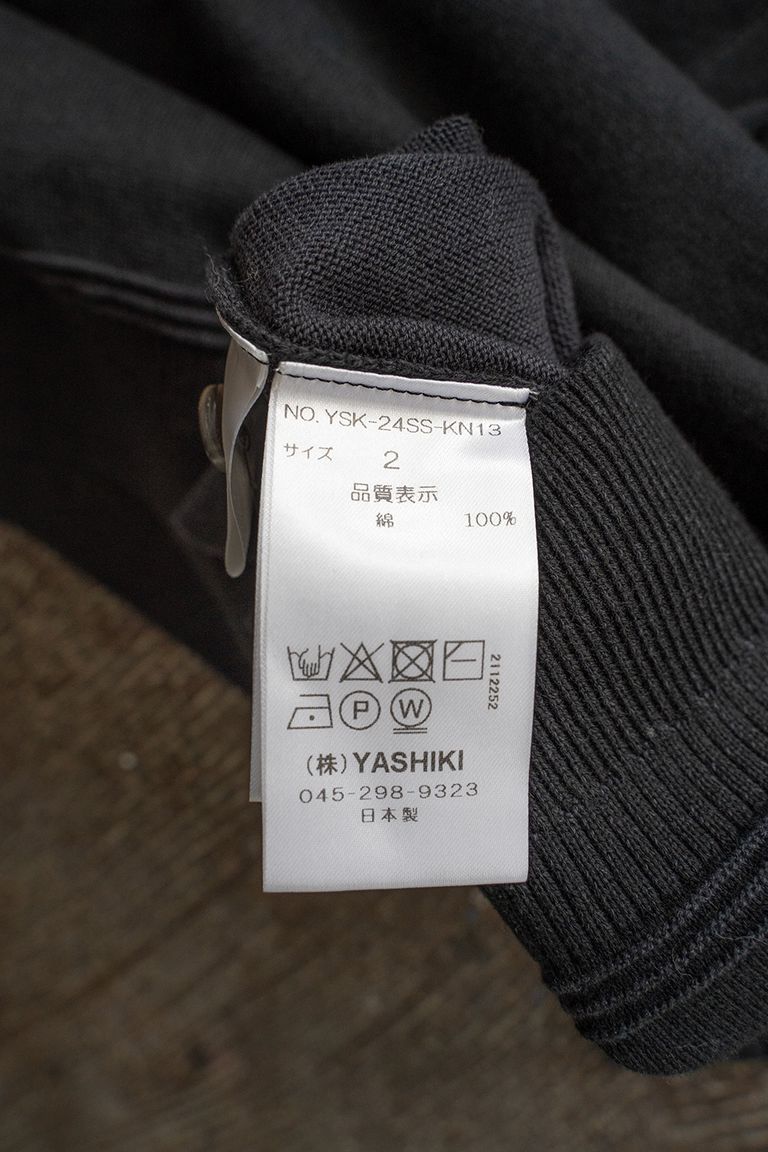 NO. YSK-24SS-KN13
サイズ 2
品質表示
綿 100%
2112252
P W
(株) YASHIKI
045-298-9323
日本製